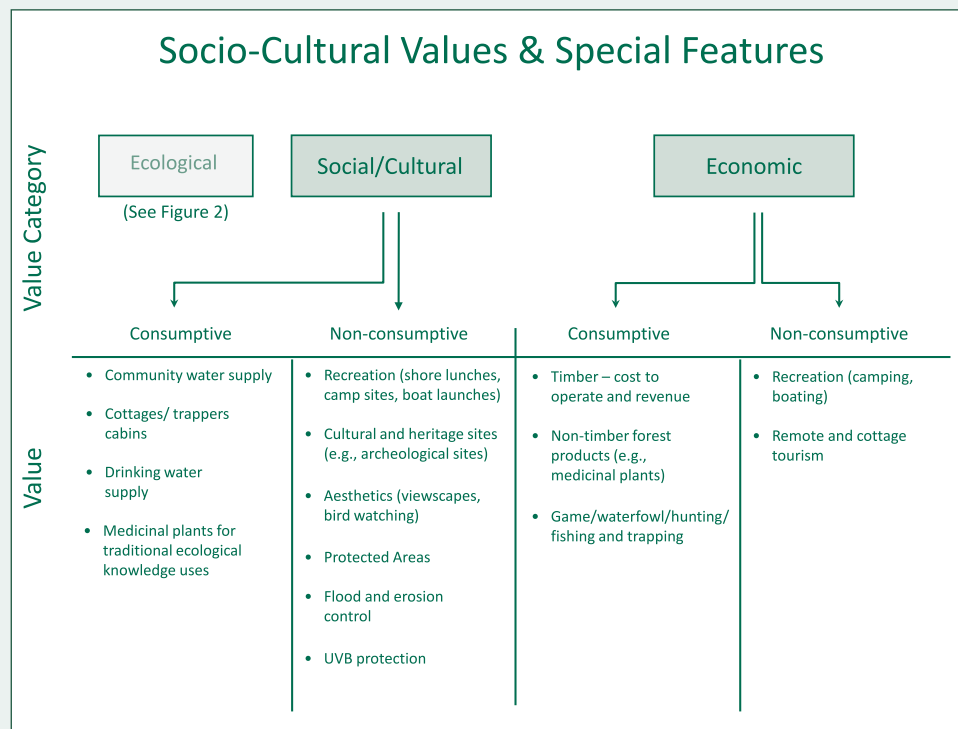 Socio-Cultural Values & Special Features
Value Category
Ecological
(See Figure 2)
Social/Cultural
Economic
Consumptive
Non-consumptive
Consumptive
Non-consumptive
Value
• Community water supply
• Cottages/ trappers
cabins
• Drinking water
supply
• Medicinal plants for
traditional ecological
knowledge uses
• Recreation (shore lunches,
camp sites, boat launches)
• Cultural and heritage sites
(e.g., archeological sites)
• Aesthetics (viewscapes,
bird watching)
• Protected Areas
• Flood and erosion
control
• UVB protection
• Timber – cost to
operate and revenue
• Non-timber forest
products (e.g.,
medicinal plants)
• Game/waterfowl/hunting/
fishing and trapping
• Recreation (camping,
boating)
• Remote and cottage
tourism